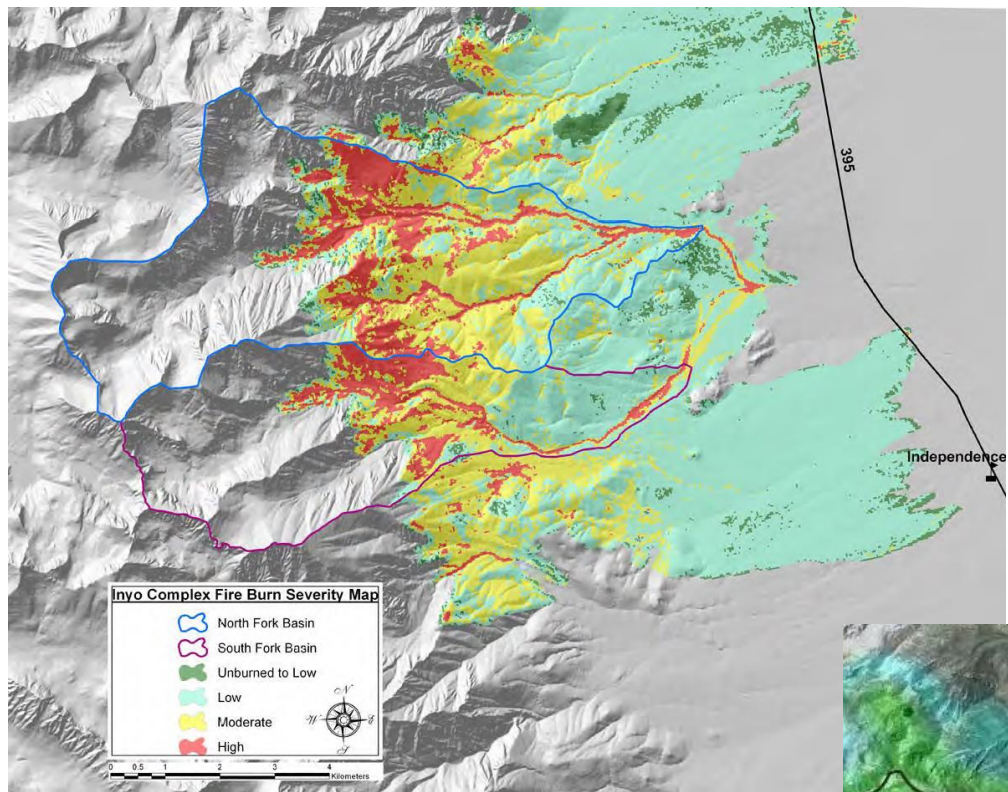 395
Independence
Inyo Complex Fire Burn Severity Map
North Fork Basin
South Fork Basin
Unburned to Low
Low
Moderate
High
N
W E
S
0 0.5 1 2 3 4
Kilometers